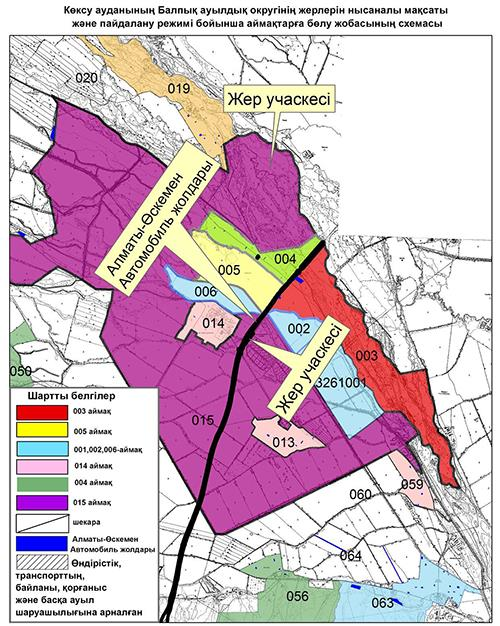 Көксу ауданының Балпық ауылдық округінің жерлерін нысаналы мақсаты
және пайдалану режимі бойынша аймақтарға бөлу жобасының схемасы
019
020
Жер учаскесі
Алматы-Өскемен
Автомобиль жолдары
004
005
006
014
002
003
Жер учаскесі
3261001
050
015
013
059
060
064
056
063
Шартты белгілер
003 аймақ
005 аймақ
001,002,006-аймақ
014 аймақ
004 аймақ
015 аймақ
шекара
Алматы-Өскемен
Автомобиль жолдары
Өндірістік,
транспорттың,
байланы, қорғаныс
және басқа ауыл
шаруашылығына арналған